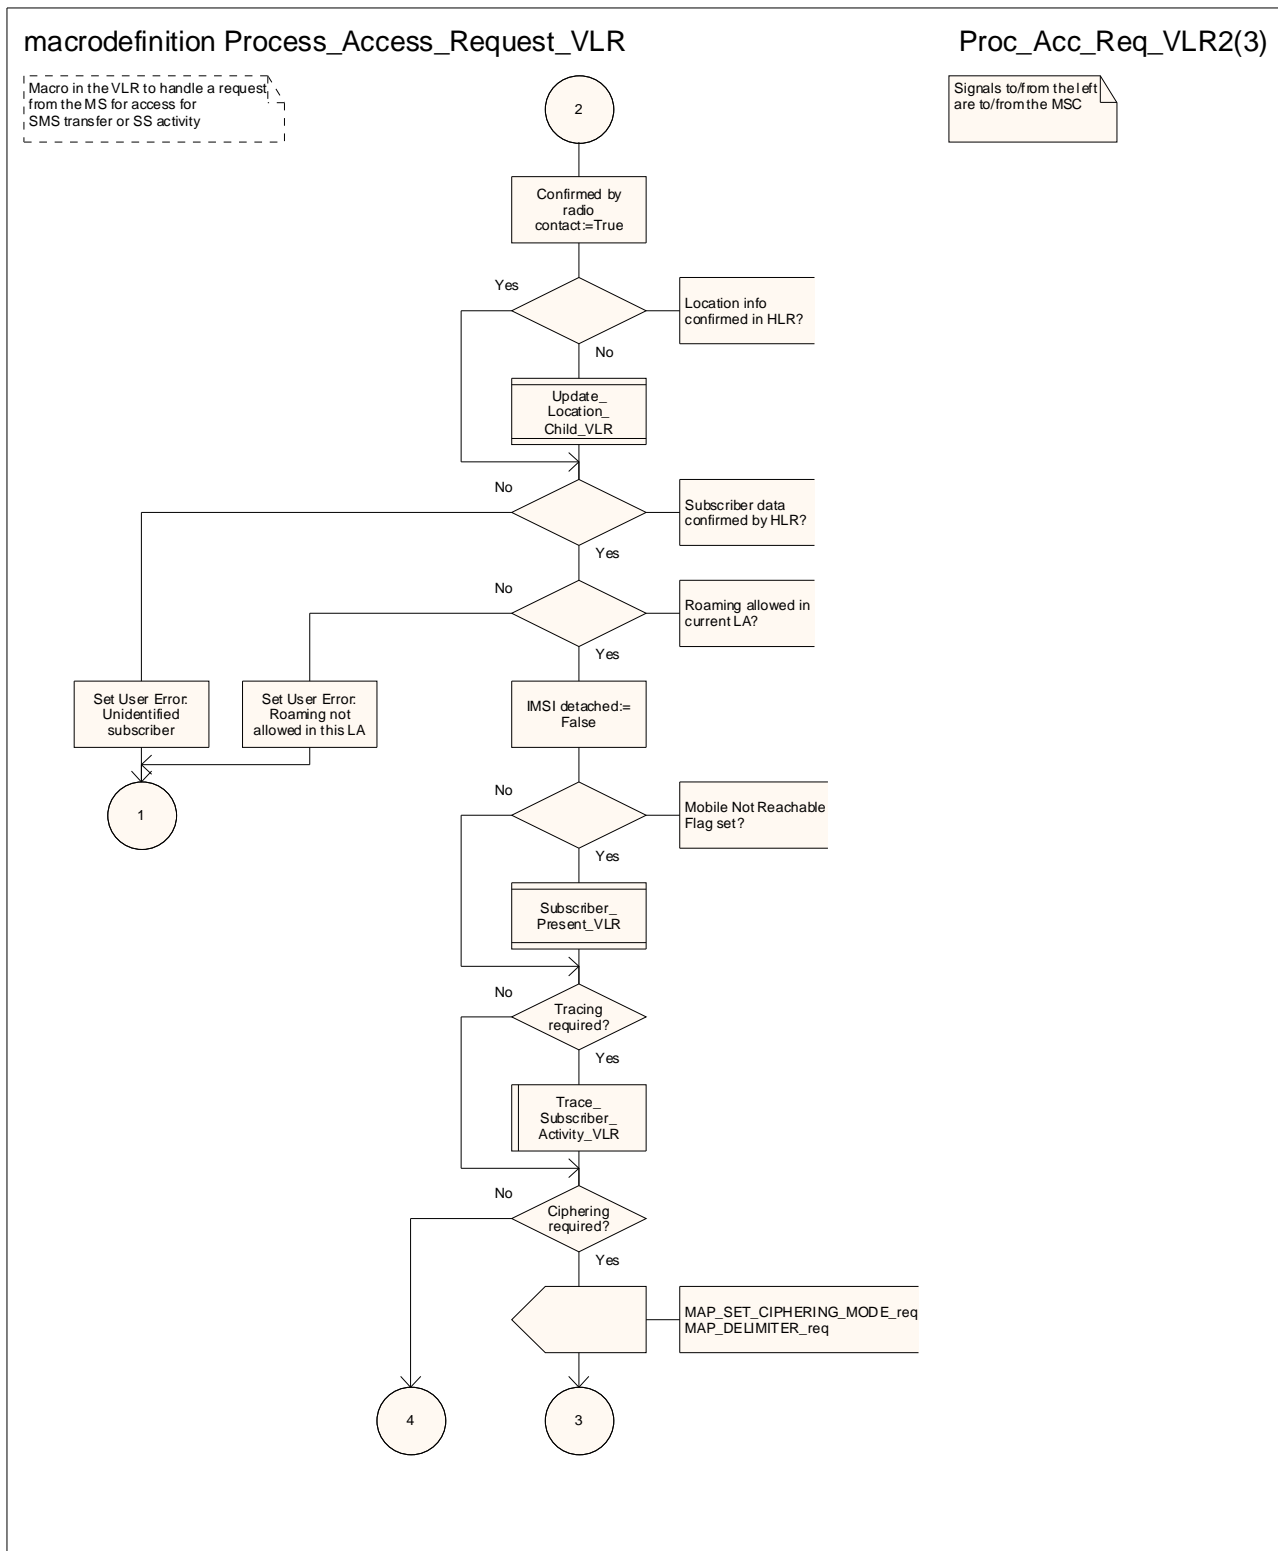 macrodefinition Process_Access_Request_VLR
Proc_Acc_Req_VLR2(3)
Macro in the VLR to handle a request
from the MS for access for
SMS transfer or SS activity
Signals to/from the left
are to/from the MSC
2
Confirmed by
radio
contact:=True
Yes
Location info
confirmed in HLR?
No
Update_
Location_
Child_VLR
No
Subscriber data
confirmed by HLR?
Yes
No
Roaming allowed in
current LA?
Yes
Set User Error:
Unidentified
subscriber
Set User Error:
Roaming not
allowed in this LA
IMSI detached:=
False
1
No
Mobile Not Reachable
Flag set?
Yes
Subscriber_
Present_VLR
No
Tracing
required?
Yes
Trace_
Subscriber_
Activity_VLR
No
Ciphering
required?
Yes
MAP_SET_CIPHERING_MODE_req
MAP_DELIMITER_req
4
3